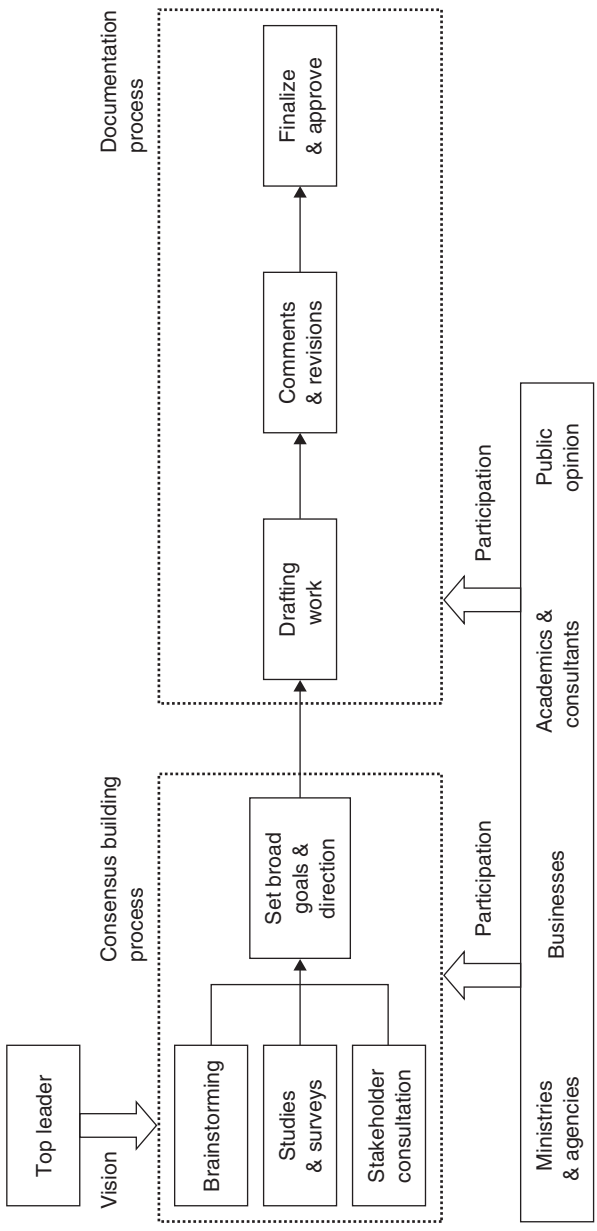 Top leader
Vision
Consensus building
process
Documentation
process
Brainstorming
Studies
& surveys
Stakeholder
consultation
Set broad
goals &
direction
Drafting
work
Comments
& revisions
Finalize
& approve
Participation
Participation
Ministries
& agencies
Businesses
Academics &
consultants
Public
opinion